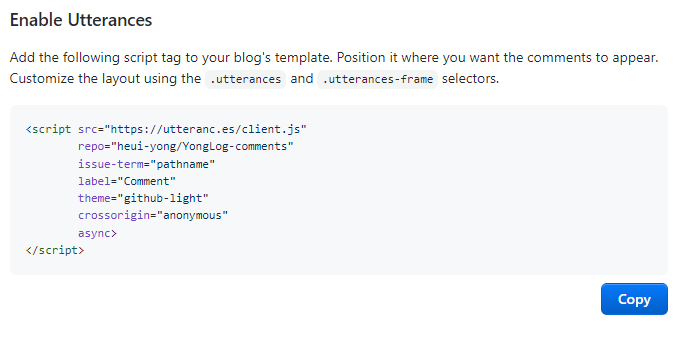 Enable Utterances
Add the following script tag to your blog's template. Position it where you want the comments to appear.
Customize the layout using the .utterances and .utterances-frame selectors.
<script src="https://utteranc.es/client.js"
        repo="heui-yong/YongLog-comments"
        issue-term="pathname"
        label="Comment"
        theme="github-light"
        crossorigin="anonymous"
        async>
</script>
Copy